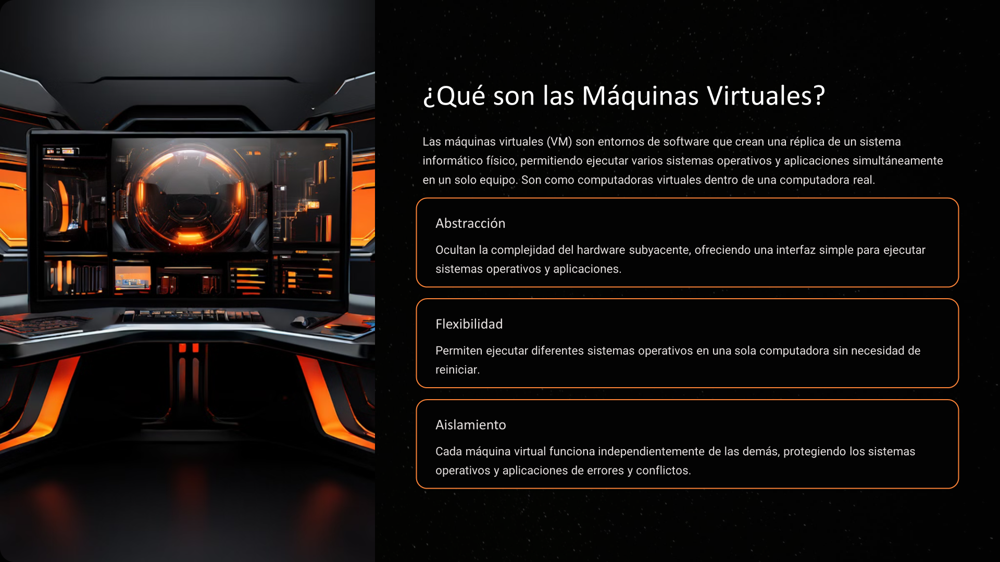 ¿Qué son las Máquinas Virtuales?
Las máquinas virtuales (VM) son entornos de software que crean una réplica de un sistema
informático físico, permitiendo ejecutar varios sistemas operativos y aplicaciones simultáneamente
en un solo equipo. Son como computadoras virtuales dentro de una computadora real.
Abstracción
Ocultan la complejidad del hardware subyacente, ofreciendo una interfaz simple para ejecutar
sistemas operativos y aplicaciones.
Flexibilidad
Permiten ejecutar diferentes sistemas operativos en una sola computadora sin necesidad de
reiniciar.
Aislamiento
Cada máquina virtual funciona independientemente de las demás, protegiendo los sistemas
operativos y aplicaciones de errores y conflictos.